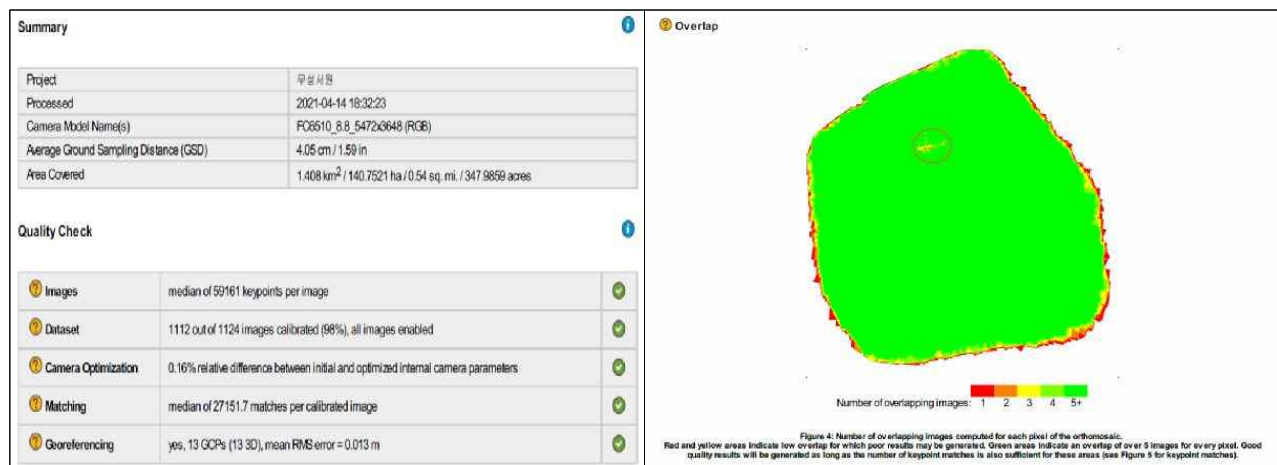 Summary
Project 무성서원
Processed 2021-04-14 18:32:23
Camera Model Name(s) FC6510_8.8_5472x3648 (RGB)
Average Ground Sampling Distance (GSD) 4.05 cm / 1.59 in
Area Covered 1.408 km² / 140.7521 ha / 0.54 sq. mi. / 347.9859 acres
Quality Check
Images median of 59161 keypoints per image
Dataset 1112 out of 1124 images calibrated (98%), all images enabled
Camera Optimization 0.16% relative difference between initial and optimized internal camera parameters
Matching median of 27151.7 matches per calibrated image
Georeferencing yes, 13 GCPs (13 3D), mean RMS error = 0.013 m
Overlap
Number of overlapping images: 1 2 3 4 5+
Figure 4: Number of overlapping images computed for each pixel of the orthomosaic.
Red and yellow areas indicate low overlap for which poor results may be generated. Green areas indicate an overlap of over 5 images for every pixel. Good
quality results will be generated as long as the number of keypoint matches is also sufficient for these areas (see Figure 5 for keypoint matches).